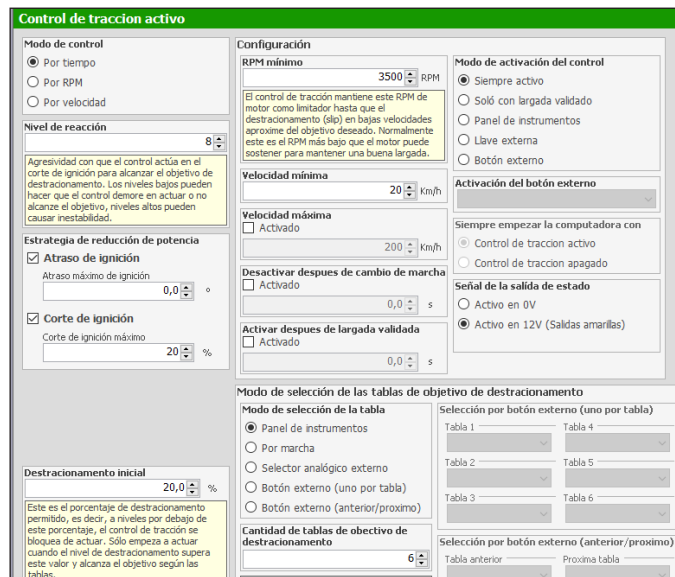 Control de traccion activo
Modo de control
Por tiempo
Por RPM
Por velocidad
Nivel de reacción
8
Agresividad con que el control actúa en el
corte de ignición para alcanzar el objetivo de
destracionamento. Los niveles bajos pueden
hacer que el control demore en actuar o no
alcanze el objetivo, niveles altos pueden
causar inestabilidad.
Estrategia de reducción de potencia
Atraso de ignición
Atraso máximo de ignición
0,0 °
Corte de ignición
Corte de ignición máximo
20 %
Destracionamento inicial
20,0 %
Este es el porcentaje de destracionamento
permitido, es decir, a niveles por debajo de
este porcentaje, el control de tracción se
bloquea de actuar. Sólo empeza a actuar
cuando el nivel de destracionamento supera
este valor y alcanza el objetivo según las
tablas.
Configuración
RPM mínimo
3500 RPM
El control de tracción mantiene este RPM de
motor como limitador hasta que el
destracionamento (slip) en bajas velocidades
aproxime del objetivo deseado. Normalmente
este es el RPM más bajo que el motor puede
sostener para mantener una buena largada.
Velocidad mínima
20 Km/h
Velocidad máxima
Activado
200 Km/h
Desactivar despues de cambio de marcha
Activado
0,0 s
Activar despues de largada validada
Activado
0,0 s
Modo de activación del control
Siempre activo
Soló con largada validado
Panel de instrumentos
Llave externa
Botón externo
Activación del botón externo
Siempre empezar la computadora con
Control de traccion activo
Control de traccion apagado
Señal de la salída de estado
Activo en 0V
Activo en 12V (Salidas amarillas)
Modo de selección de las tablas de objetivo de destracionamento
Modo de selección de la tabla
Panel de instrumentos
Por marcha
Selector analógico externo
Botón externo (uno por tabla)
Botón externo (anterior/proximo)
Cantidad de tablas de obectivo de
destracionamento
6
Selección por botón externo (uno por tabla)
Tabla 1 Tabla 4
Tabla 2 Tabla 5
Tabla 3 Tabla 6
Selección por botón externo (anterior/proximo)
Tabla anterior Proxima tabla